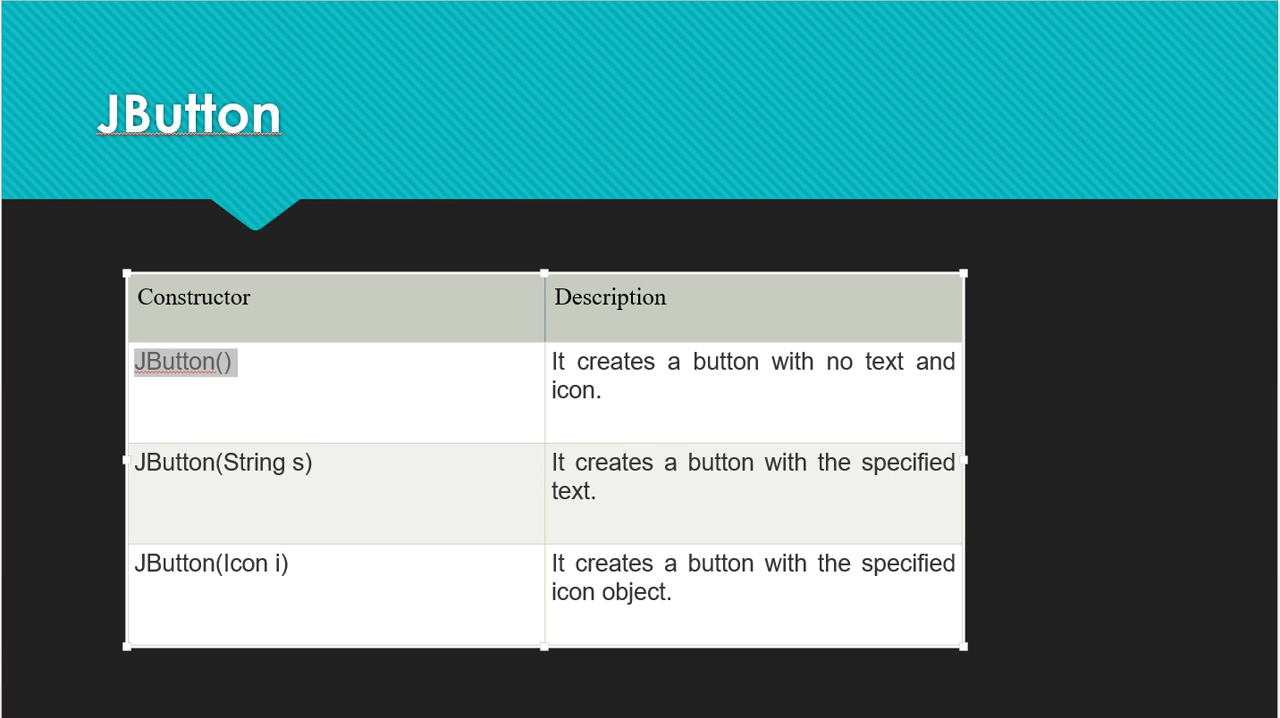 JButton
Constructor
Description
JButton()
It creates a button with no text and
icon.
JButton(String s)
It creates a button with the specified
text.
JButton(Icon i)
It creates a button with the specified
icon object.